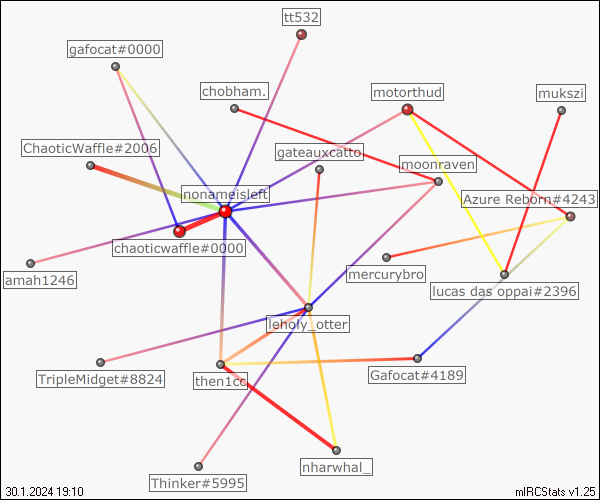 tt532
gafocat#0000
chobham.
motorthud
mukszi
ChaoticWaffle#2006
gateauxcatto
moonraven
nonameisleft
Azure Reborn#4243
chaoticwaffle#0000
amah1246
mercurybro
lucas das oppai#2396
leholy_otter
TripleMidget#8824
then1cc
Gafocat#4189
nharwhal_
Thinker#5995
30.1.2024 19:10
mIRCStats v1.25